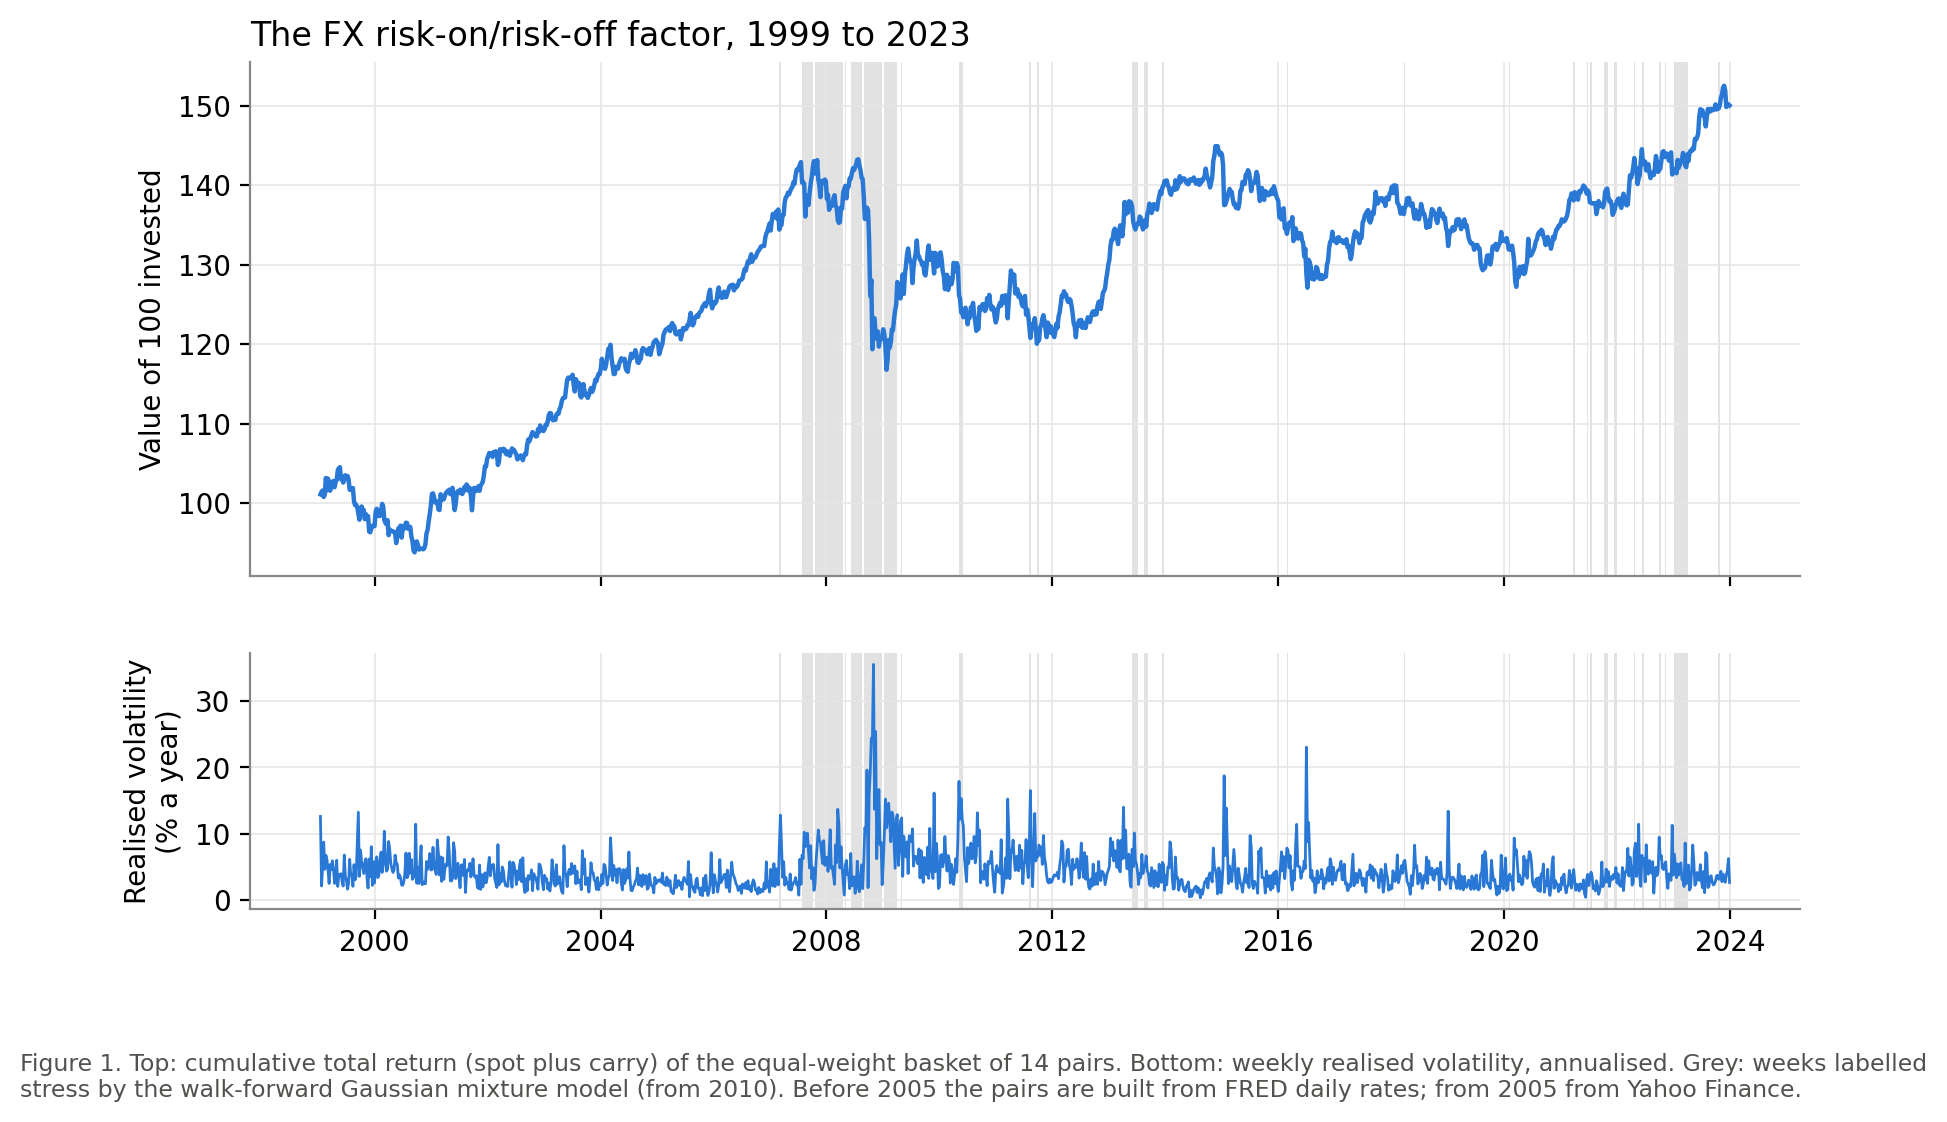 The FX risk-on/risk-off factor, 1999 to 2023
Value of 100 invested
150
140
130
120
110
100
Realised volatility
(% a year)
30
20
10
0
2000
2004
2008
2012
2016
2020
2024
Figure 1. Top: cumulative total return (spot plus carry) of the equal-weight basket of 14 pairs. Bottom: weekly realised volatility, annualised. Grey: weeks labelled
stress by the walk-forward Gaussian mixture model (from 2010). Before 2005 the pairs are built from FRED daily rates; from 2005 from Yahoo Finance.